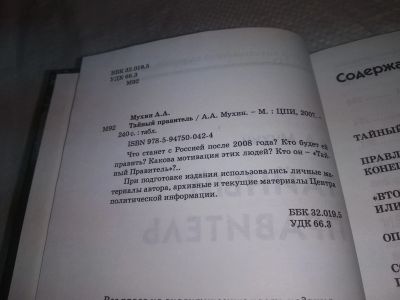 ББК 32.019.5
УДК 66.3
М92
Мухин А.А.
М92 Тайный правитель / А.А. Мухин. – М. : ЦПИ, 2007.–
240 с. : табл.
ISBN 978-5-94750-042-4
Что станет с Россией после 2008 года? Кто будет ей
править? Какова мотивация этих людей? Кто он – «Тай-
ный Правитель»?..
При подготовке издания использовались личные ма-
териалы автора, архивные и текущие материалы Центра
политической информации.
ББК 32.019.5
УДК 66.3
Содержа
ТАЙНЫ
ПРАВЛ
КОНЕЦ
"ВТО
ИЛИ
ОП